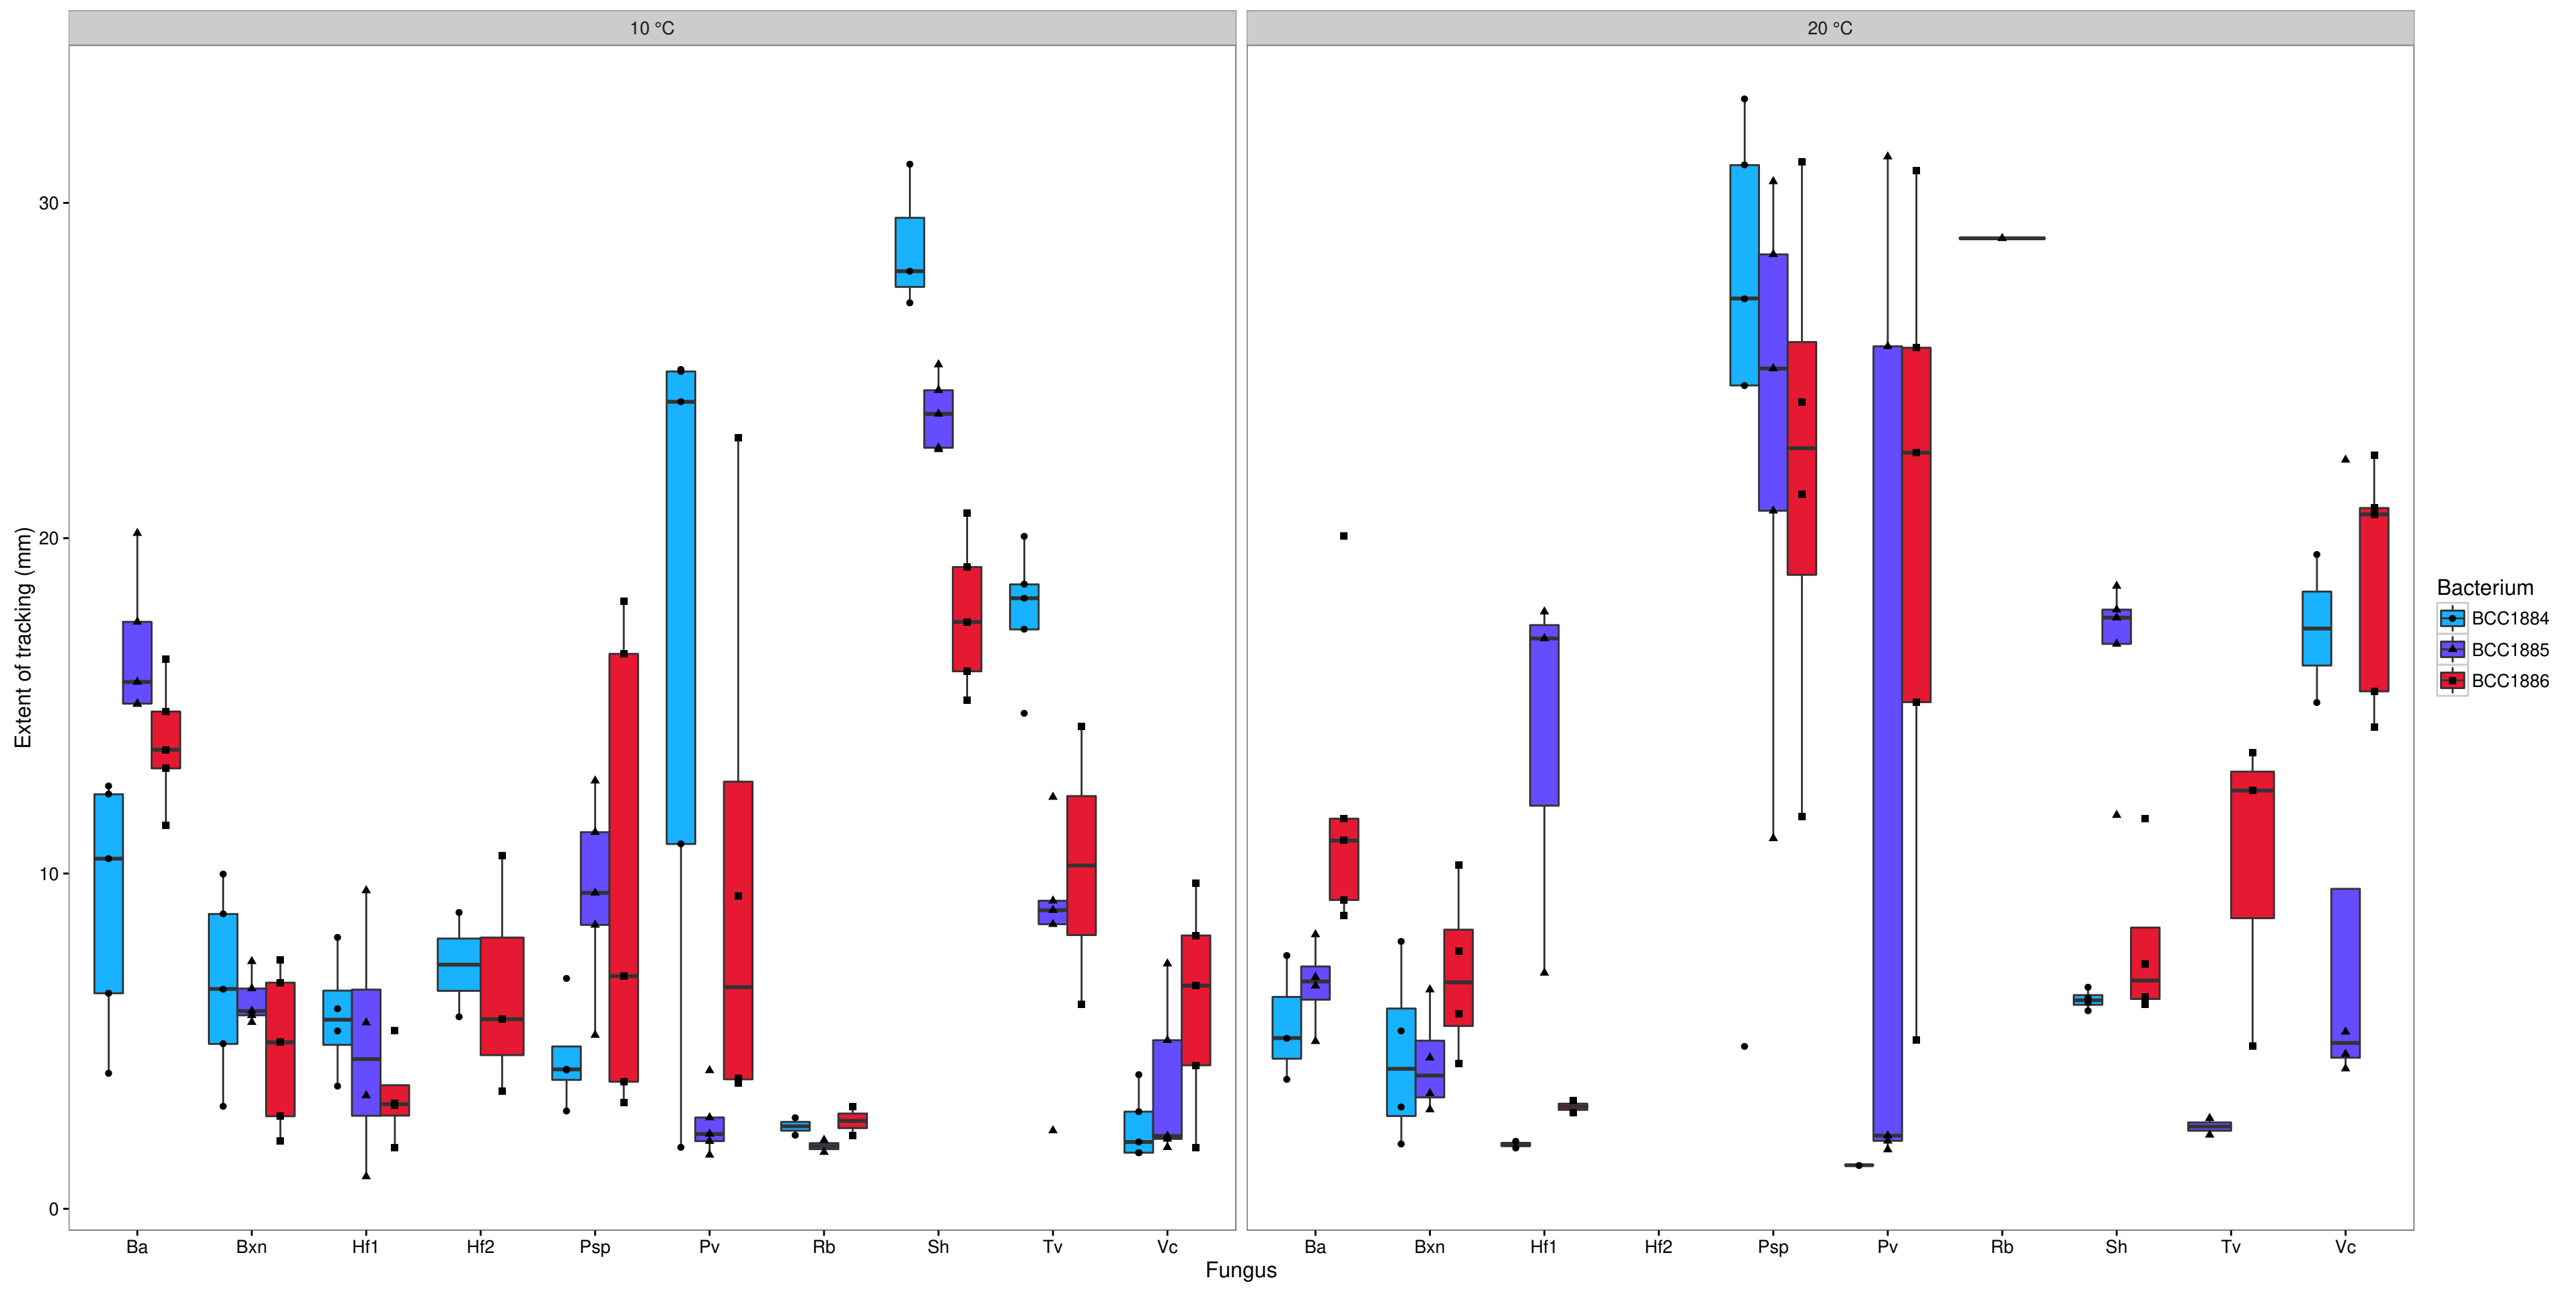 10 °C
20 °C
Extent of tracking (mm)
30
20
10
0
Ba Bxn Hf1 Hf2 Psp Pv Rb Sh Tv Vc
Ba Bxn Hf1 Hf2 Psp Pv Rb Sh Tv Vc
Fungus
Bacterium
BCC1884
BCC1885
BCC1886